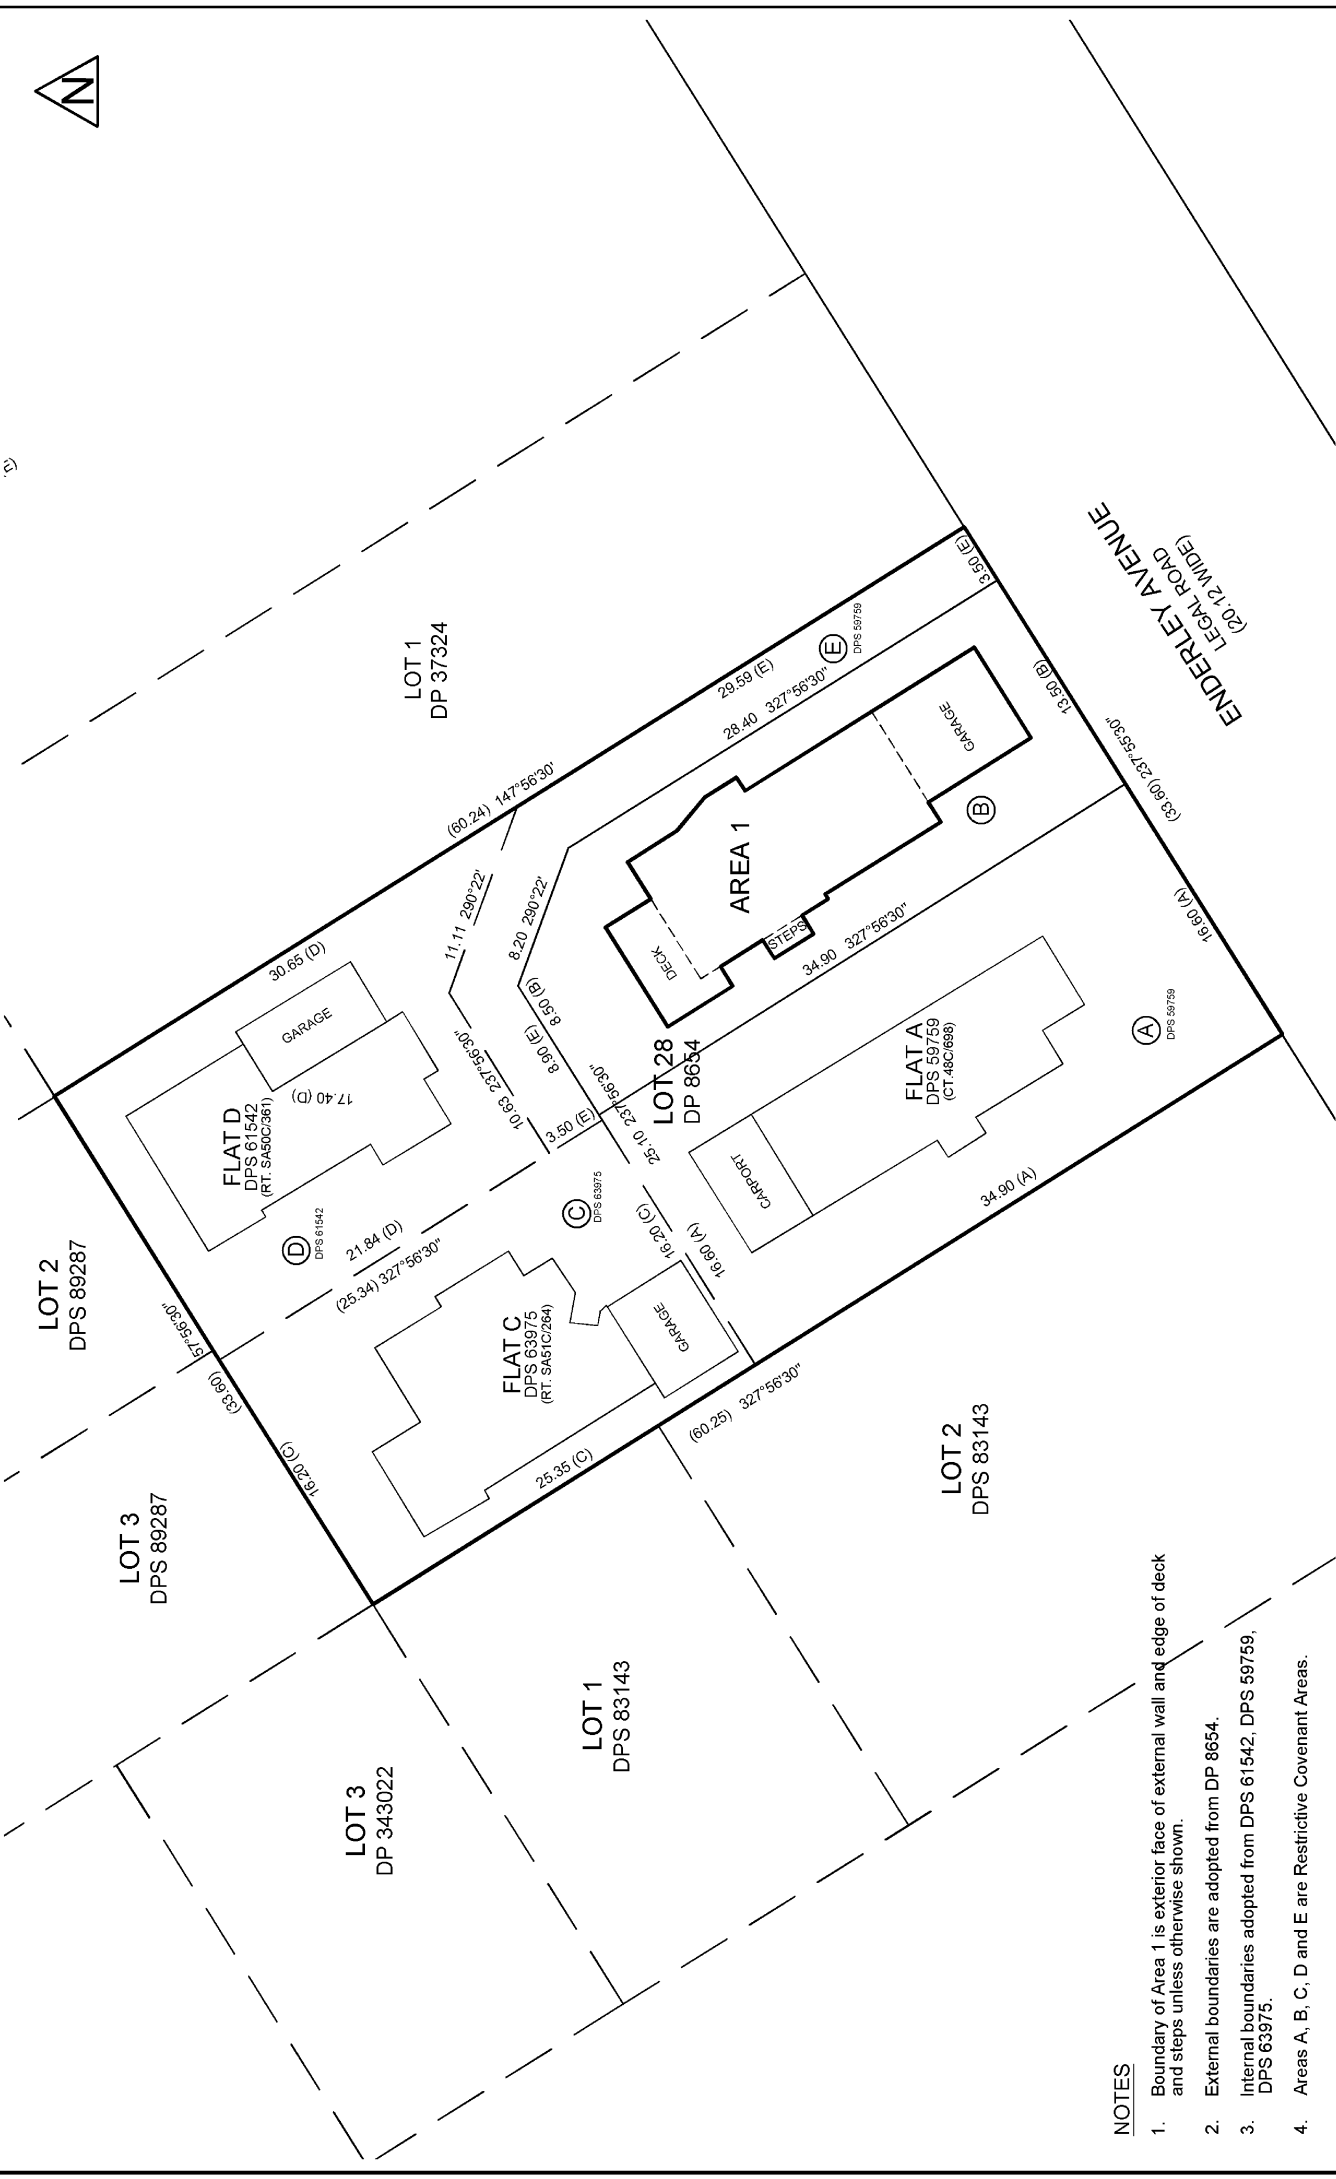 N
LOT 2
DPS 89287
LOT 3
DPS 89287
LOT 3
DP 343022
LOT 1
DPS 83143
LOT 2
DPS 83143
LOT 1
DP 37324
57°56'30"
(33.60)
16.20 (C)
30.65 (D)
(60.24) 147°56'30'
29.59 (E)
28.40 327°56'30"
3.50 (E)
13.50 (B)
(33.60) 237°55'30"
16.60 (A)
34.90 (A)
(60.25) 327°56'30"
25.35 (C)
FLAT D
DPS 61542
(RT. SA50C/361)
GARAGE
17.40 (D)
D
DPS 61542
21.84 (D)
(25.34) 327°56'30"
11.11 290°22'
8.20 290°22'
10.63 237°56'30"
8.50 (B)
8.90 (E)
3.50 (E)
25.10 237°56'30"
16.20 (C)
16.60 (A)
C
DPS 63975
FLAT C
DPS 63975
(RT. SA51C/264)
GARAGE
LOT 28
DP 8654
DECK
STEPS
AREA 1
GARAGE
B
E
DPS 59759
34.90 327°56'30"
FLAT A
DPS 59759
(CT.48C/698)
CARPORT
A
DPS 59759
ENDERLEY AVENUE
LEGAL ROAD
(20.12 WIDE)
NOTES
1. Boundary of Area 1 is exterior face of external wall and edge of deck
and steps unless otherwise shown.
2. External boundaries are adopted from DP 8654.
3. Internal boundaries adopted from DPS 61542, DPS 59759,
DPS 63975.
4. Areas A, B, C, D and E are Restrictive Covenant Areas.